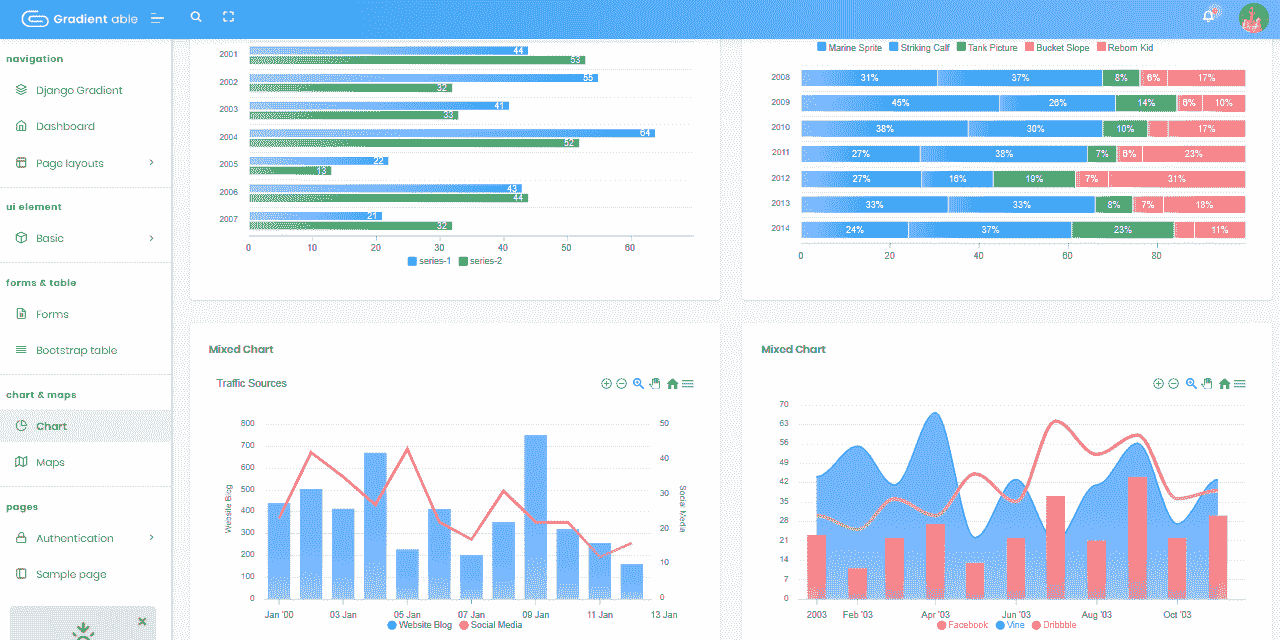 Gradient able
navigation
Django Gradient
Dashboard
Page layouts
ui element
Basic
forms & table
Forms
Bootstrap table
chart & maps
Chart
Maps
pages
Authentication
Sample page
2001 44 53
2002 55 32
2003 41 33
2004 64 52
2005 22 13
2006 43 44
2007 21 32
0 10 20 30 40 50 60
series-1 series-2
Marine Sprite Striking Calf Tank Picture Bucket Slope Reborn Kid
2008 31% 37% 8% 6% 17%
2009 45% 26% 14% 6% 10%
2010 38% 30% 10% 17%
2011 27% 38% 7% 6% 23%
2012 27% 16% 19% 7% 31%
2013 33% 33% 8% 7% 18%
2014 24% 37% 23% 11%
0 20 40 60 80
Mixed Chart
Traffic Sources
Website Blog
800
700
600
500
400
300
200
100
0
50
40
30
20
10
0
Social Media
Jan '00 03 Jan 05 Jan 07 Jan 09 Jan 11 Jan 13 Jan
Website Blog Social Media
Mixed Chart
70
63
56
49
42
35
28
21
14
7
0
2003 Feb '03 Apr '03 Jun '03 Aug '03 Oct '03
Facebook Vine Dribbble